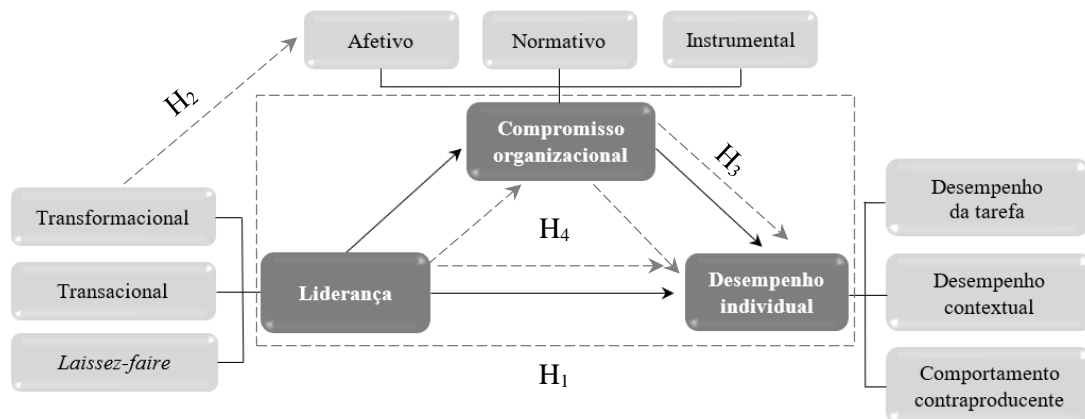 Afetivo
Normativo
Instrumental
H2
Compromisso
organizacional
H3
Transformacional
Transacional
Laissez-faire
Liderança
H4
Desempenho
individual
Desempenho
da tarefa
Desempenho
contextual
Comportamento
contraproducente
H1